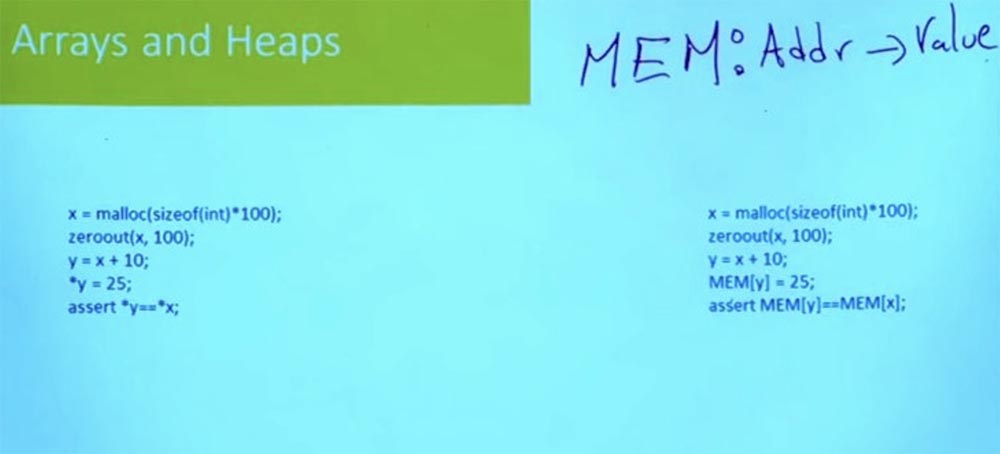 Arrays and Heaps
MEM: Addr → Value
x = malloc(sizeof(int)*100);
zeroout(x, 100);
y = x + 10;
*y = 25;
assert *y==*x;
x = malloc(sizeof(int)*100);
zeroout(x, 100);
y = x + 10;
MEM[y] = 25;
assert MEM[y]==MEM[x];